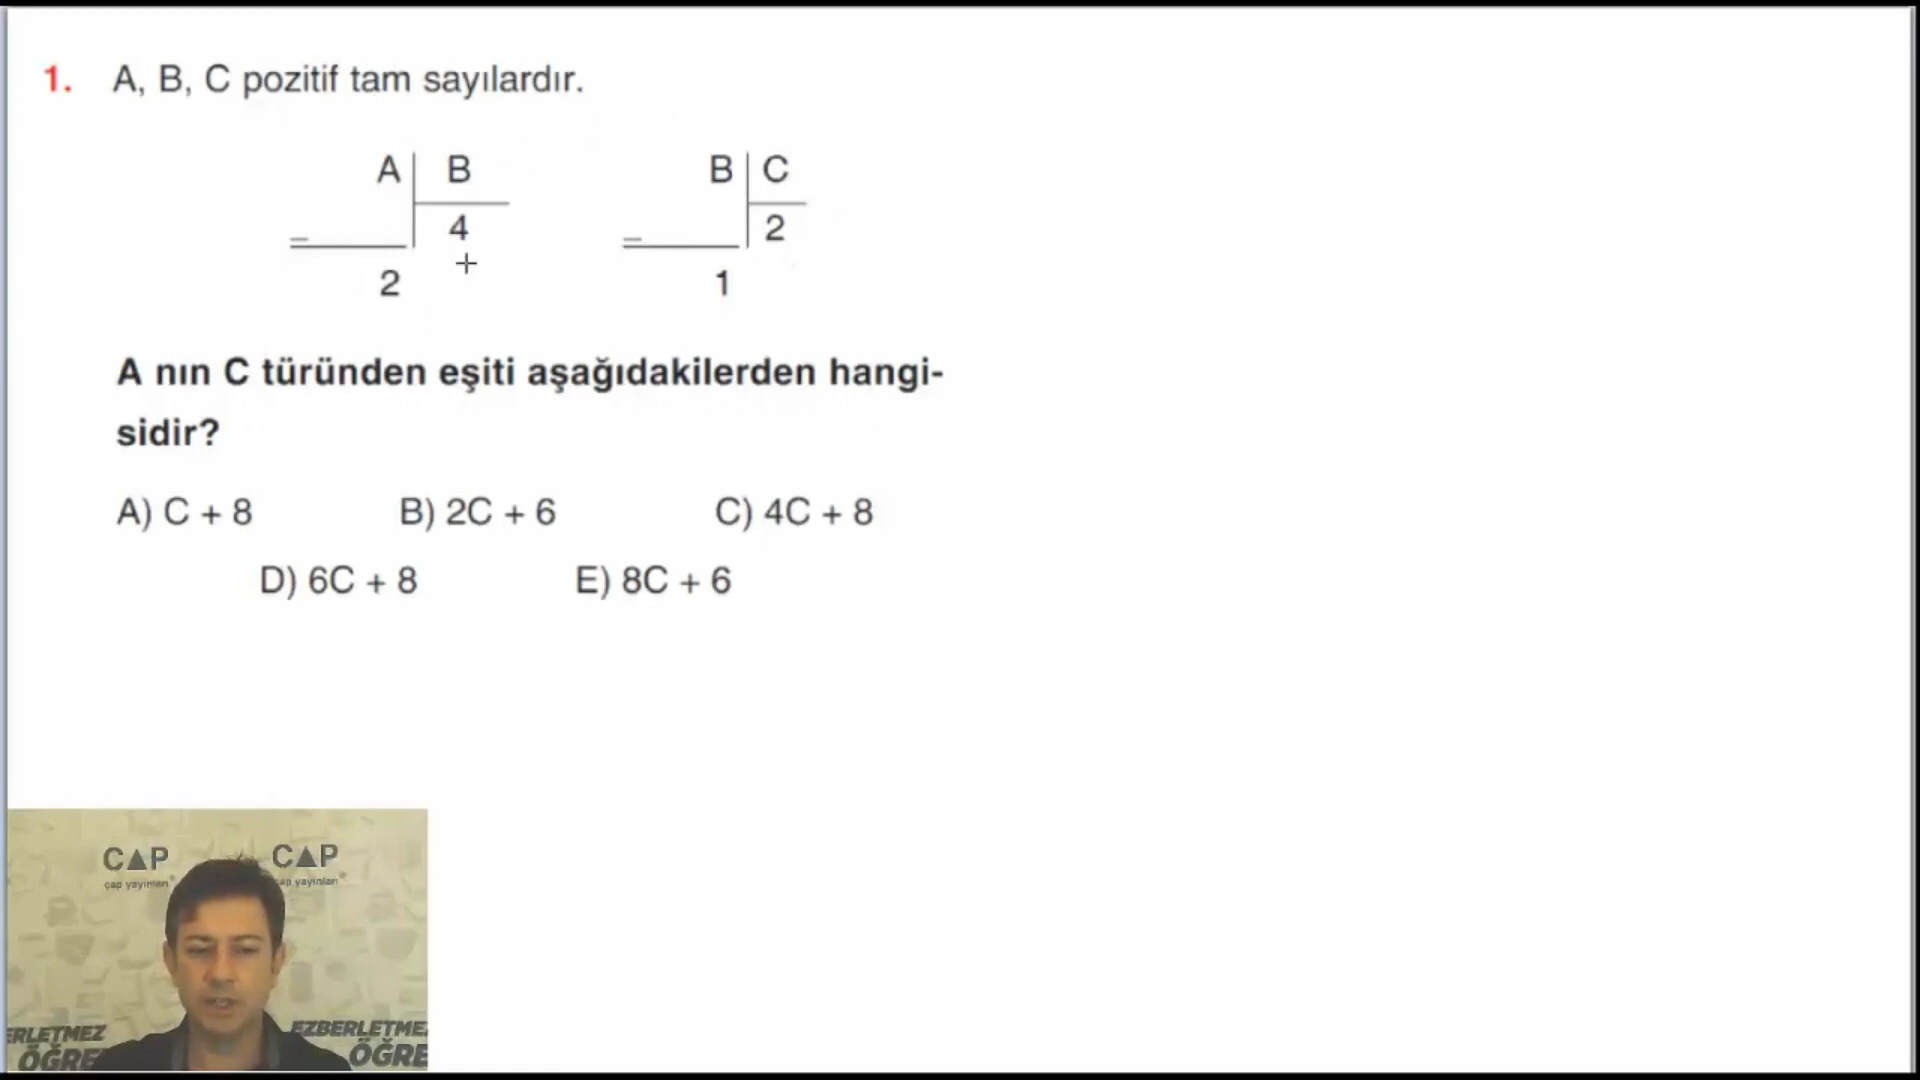 1. A, B, C pozitif tam sayılardır.
A B
4
2
B C
2
1
A nın C türünden eşiti aşağıdakilerden hangi-
sidir?
A) C + 8 B) 2C + 6 C) 4C + 8
D) 6C + 8 E) 8C + 6
CAP CAP
çap yayınları çap yayınları
ERLETMEZ EZBERLETME
ÖĞRE ÖĞRE